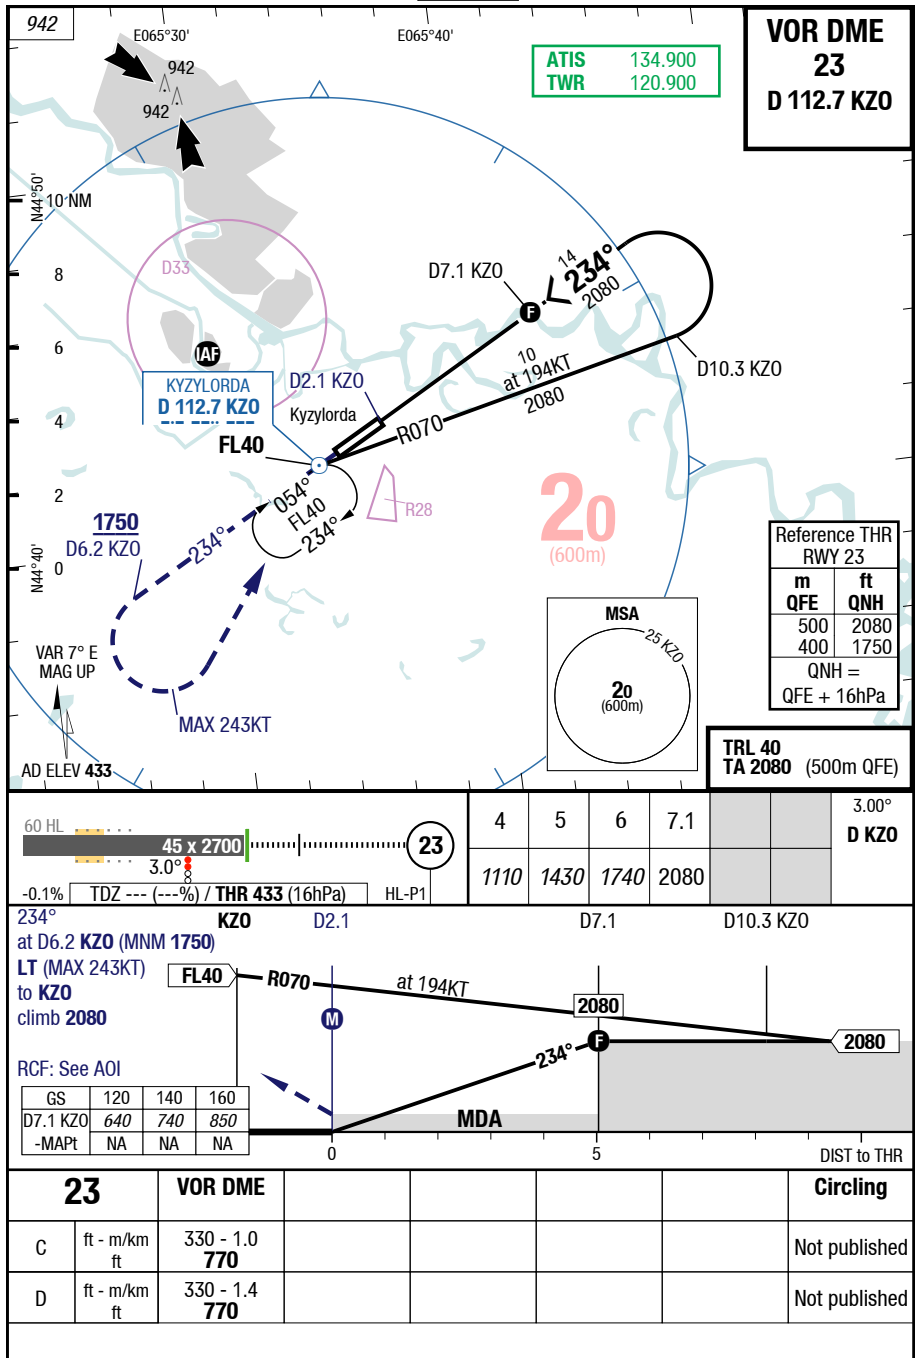 942
E065°30'
E065°40'
ATIS 134.900
TWR 120.900
VOR DME
23
D 112.7 KZO
942
942
N44°50'
10 NM
8
6
4
2
0
N44°40'
D33
IAF
KYZYLORDA
D 112.7 KZO
D2.1 KZO
Kyzylorda
FL40
D7.1 KZO
F
14
234°
2080
10
at 194KT
2080
R070
D10.3 KZO
054°
FL40
234°
R28
20
(600m)
1750
D6.2 KZO
234°
MAX 243KT
VAR 7° E
MAG UP
AD ELEV 433
MSA
25 KZO
20
(600m)
Reference THR
RWY 23
m ft
QFE QNH
500 2080
400 1750
QNH =
QFE + 16hPa
TRL 40
TA 2080 (500m QFE)
60 HL
45 x 2700
23
3.0°
-0.1% TDZ --- (---%) / THR 433 (16hPa) HL-P1
4 5 6 7.1
1110 1430 1740 2080
3.00°
D KZO
234°
at D6.2 KZO (MNM 1750)
LT (MAX 243KT)
to KZO
climb 2080
RCF: See AOI
KZO D2.1 D7.1 D10.3 KZO
FL40
R070
at 194KT
2080
2080
M
F
234°
MDA
GS 120 140 160
D7.1 KZO 640 740 850
-MAPt NA NA NA
0 5 DIST to THR
23 VOR DME Circling
C ft - m/km 330 - 1.0 Not published
ft 770
D ft - m/km 330 - 1.4 Not published
ft 770